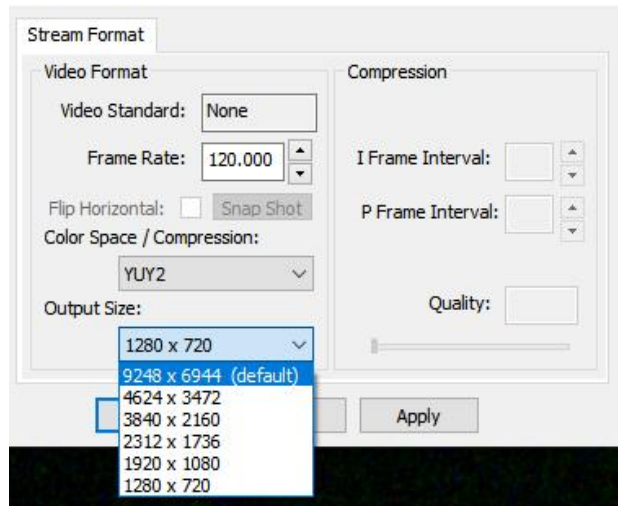 Stream Format
Video Format
Video Standard: None
Frame Rate: 120.000
Flip Horizontal: Snap Shot
Color Space / Compression:
YUY2
Output Size:
1280 x 720
9248 x 6944 (default)
4624 x 3472
3840 x 2160
2312 x 1736
1920 x 1080
1280 x 720
Compression
I Frame Interval:
P Frame Interval:
Quality:
Apply